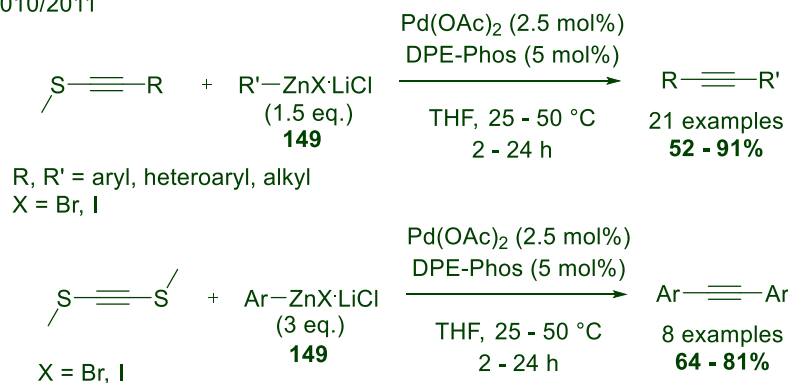 010/2011
Pd(OAc)2 (2.5 mol%)
DPE-Phos (5 mol%)
S R + R' ZnX·LiCl R R'
(1.5 eq.)
149
THF, 25 - 50 °C
2 - 24 h
21 examples
52 - 91%
R, R' = aryl, heteroaryl, alkyl
X = Br, I
Pd(OAc)2 (2.5 mol%)
DPE-Phos (5 mol%)
S S + Ar ZnX·LiCl Ar Ar
(3 eq.)
149
THF, 25 - 50 °C
2 - 24 h
8 examples
64 - 81%
X = Br, I